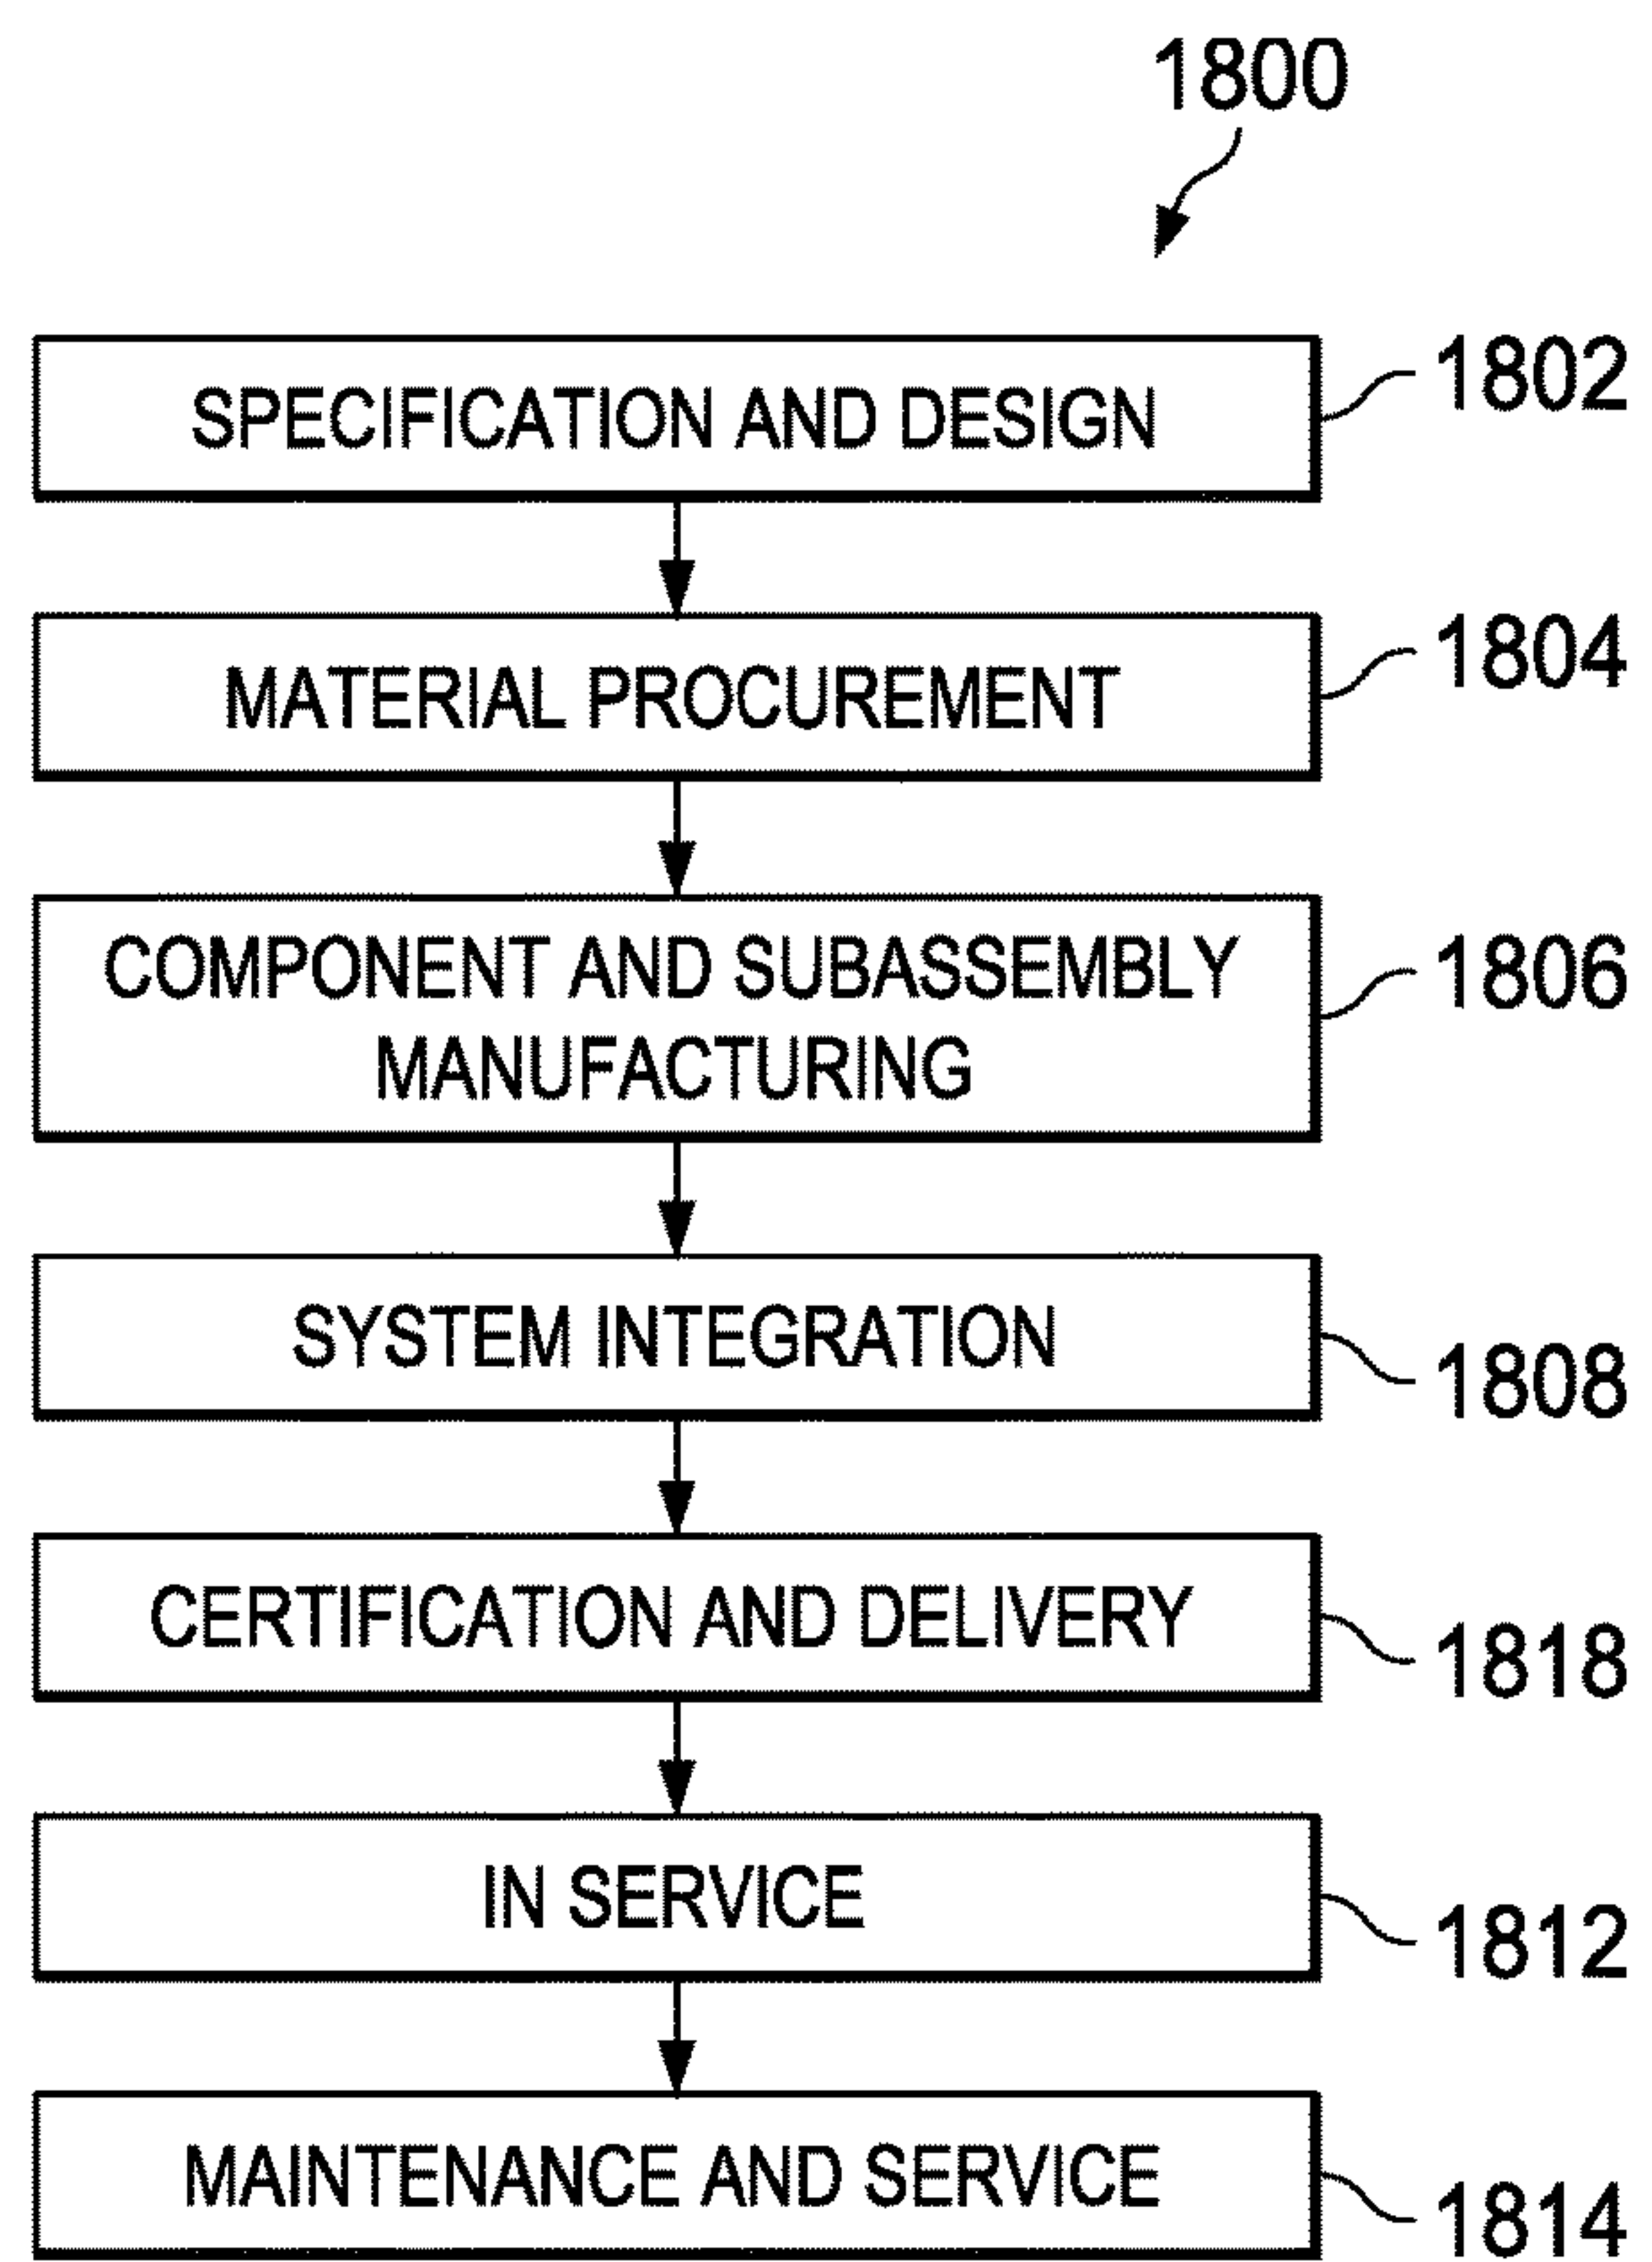 1800
SPECIFICATION AND DESIGN
1802
MATERIAL PROCUREMENT
1804
COMPONENT AND SUBASSEMBLY
MANUFACTURING
1806
SYSTEM INTEGRATION
1808
CERTIFICATION AND DELIVERY
1818
IN SERVICE
1812
MAINTENANCE AND SERVICE
1814